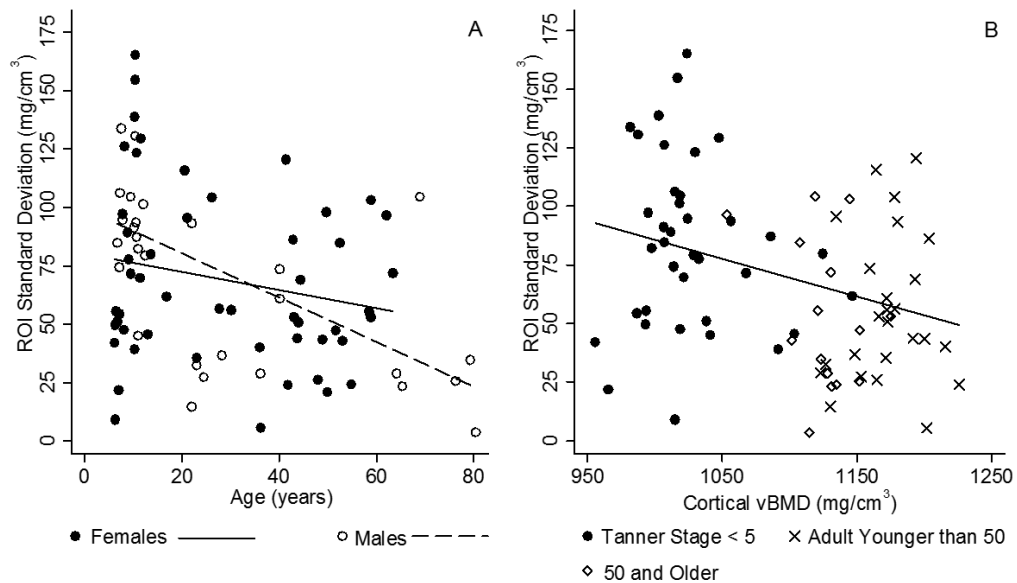 A
ROI Standard Deviation (mg/cm³)
0 25 50 75 100 125 150 175
0 20 40 60 80
Age (years)
Females
Males
B
ROI Standard Deviation (mg/cm³)
0 25 50 75 100 125 150 175
950 1050 1150 1250
Cortical vBMD (mg/cm³)
Tanner Stage < 5
Adult Younger than 50
50 and Older